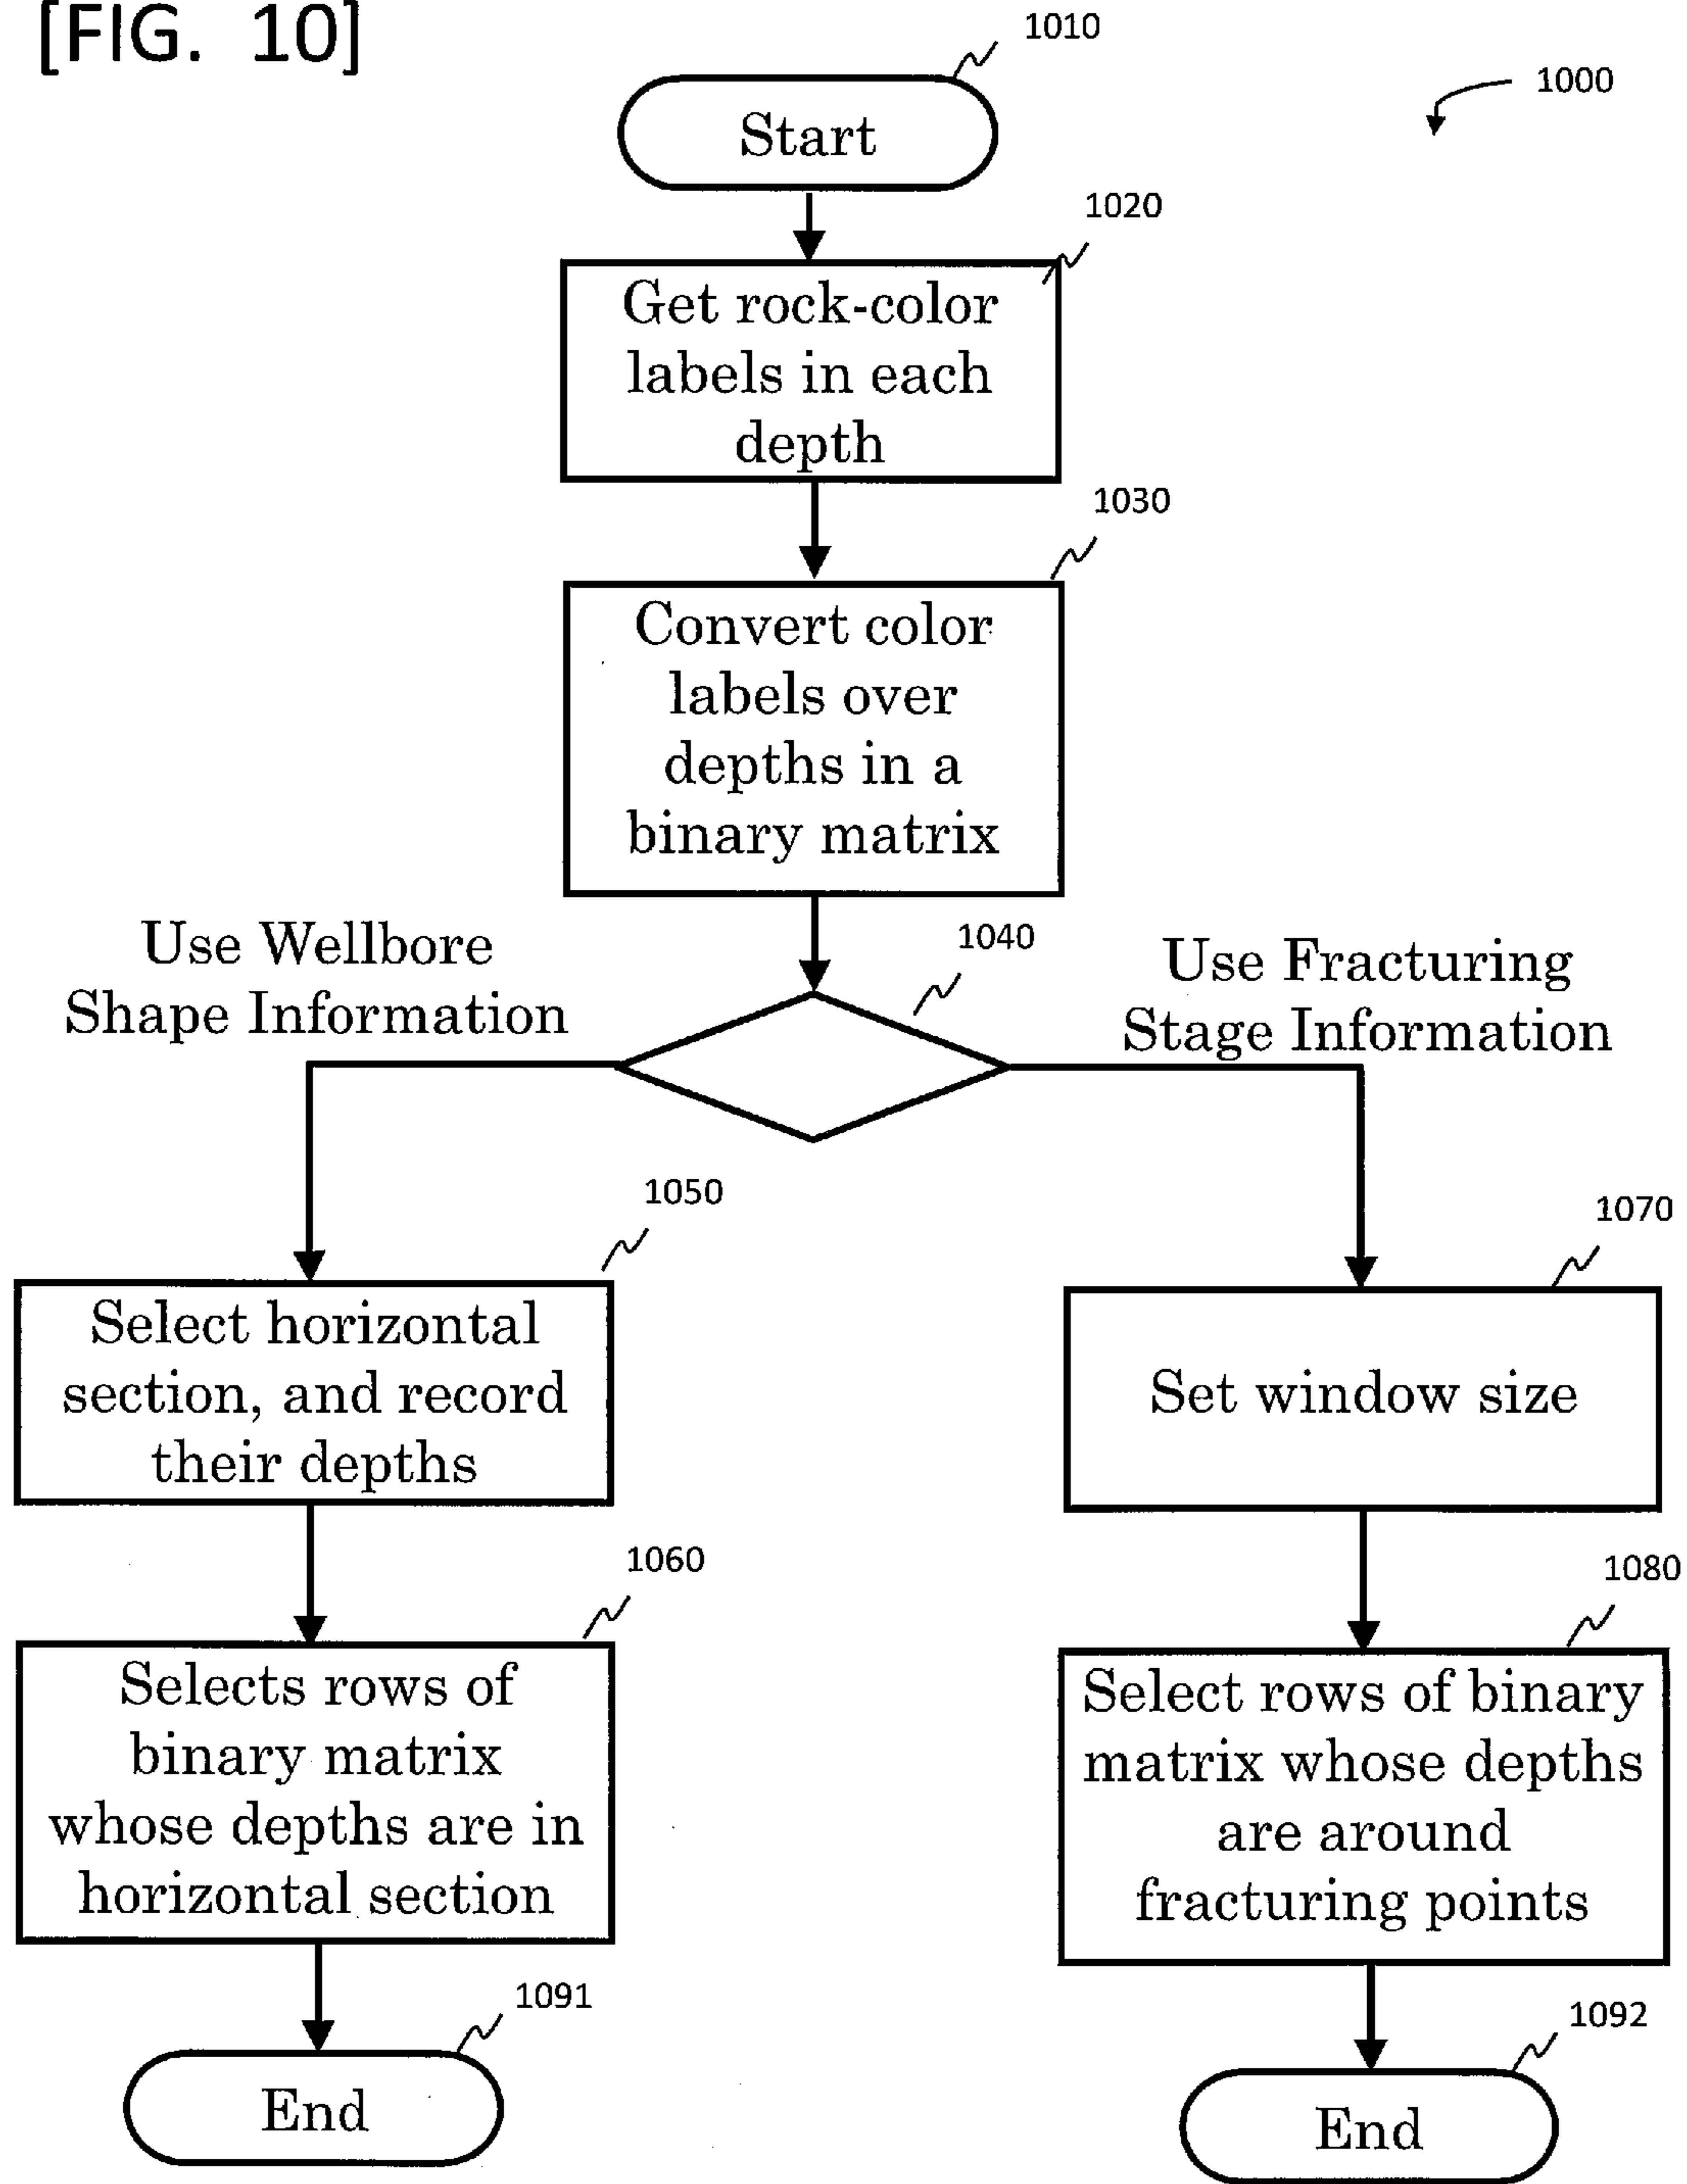 [FIG. 10]
1010
1000
Start
1020
Get rock-color
labels in each
depth
1030
Convert color
labels over
depths in a
binary matrix
1040
Use Wellbore
Shape Information
Use Fracturing
Stage Information
1050
Select horizontal
section, and record
their depths
1070
Set window size
1060
Selects rows of
binary matrix
whose depths are in
horizontal section
1080
Select rows of binary
matrix whose depths
are around
fracturing points
1091
End
1092
End